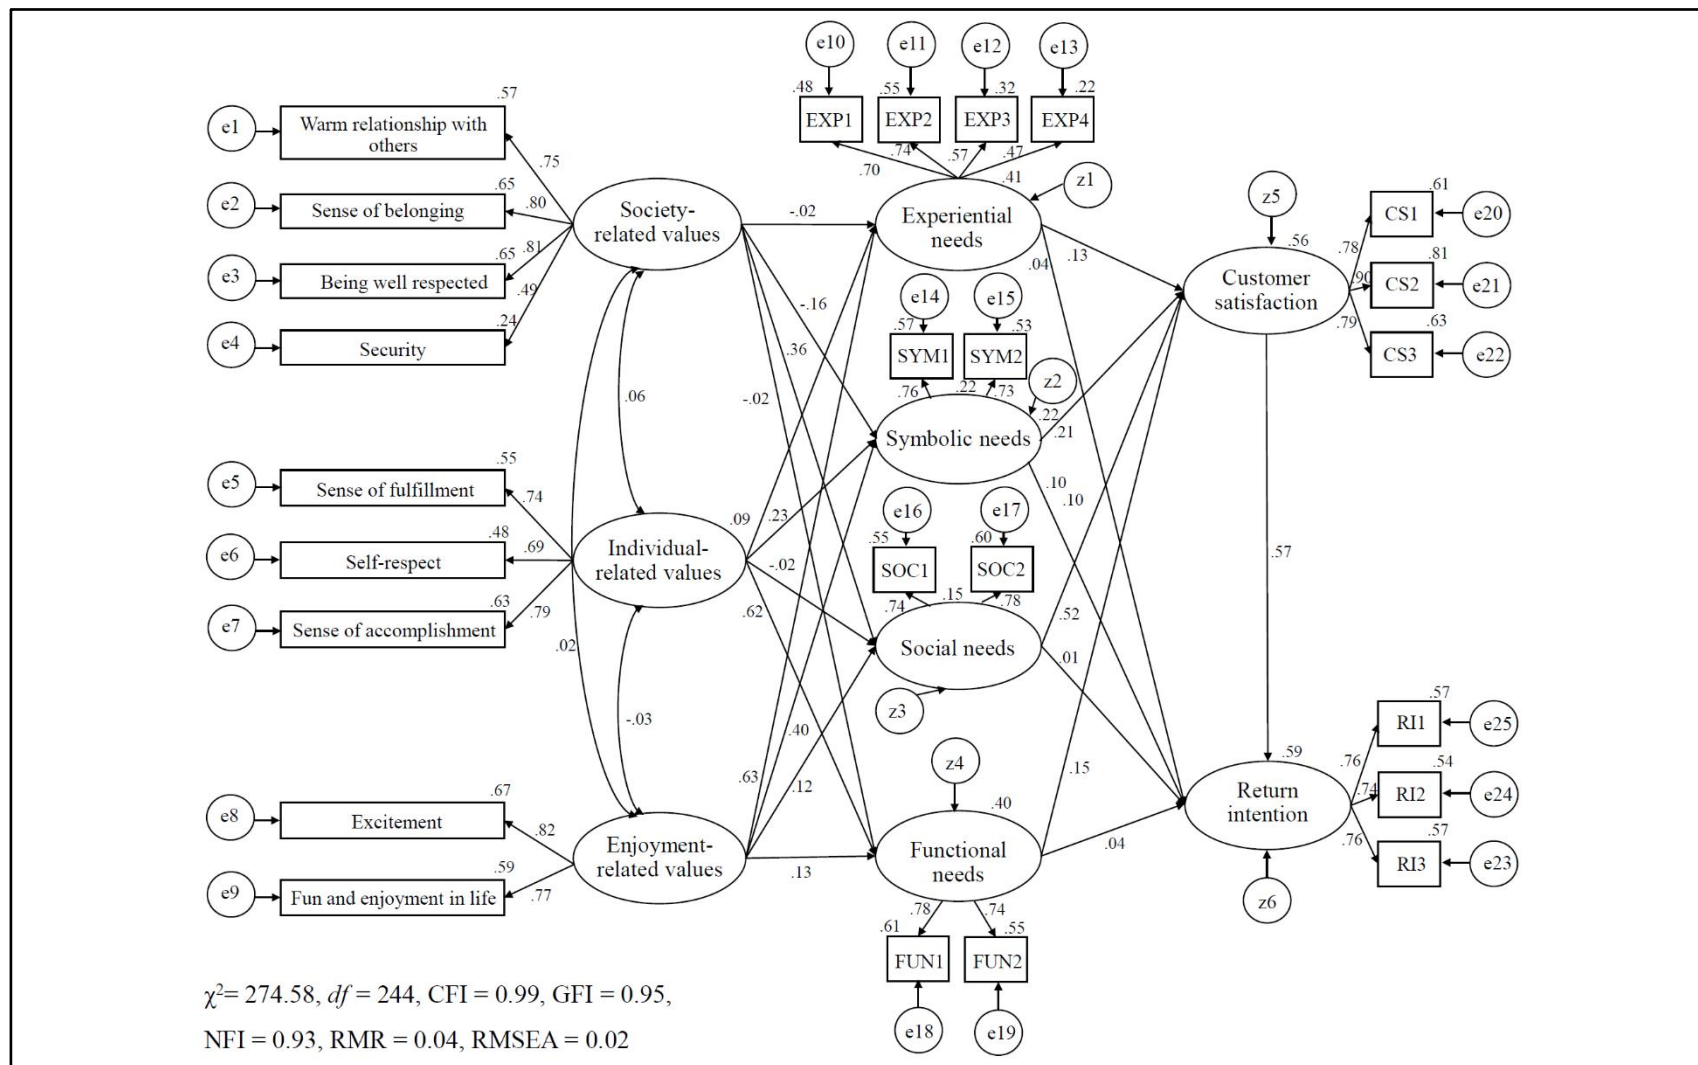 e10
e11
e12
e13
.48
.55
.32
.22
EXP1
EXP2
EXP3
EXP4
.70
.74
.57
.47
.41
z1
Experiential
needs
e1
Warm relationship with
others
.57
.75
e2
Sense of belonging
.65
.80
e3
Being well respected
.65
.81
e4
Security
.24
.49
Society-
related values
-.02
-.16
.36
-.02
.06
e5
Sense of fulfillment
.55
.74
e6
Self-respect
.48
.69
e7
Sense of accomplishment
.63
.79
Individual-
related values
.09
.23
-.02
.62
.02
-.03
e8
Excitement
.67
.82
e9
Fun and enjoyment in life
.59
.77
Enjoyment-
related values
.63
.40
.12
.13
e14
e15
.57
.53
SYM1
SYM2
.76
.22
.73
z2
.22
Symbolic needs
e16
e17
.55
.60
SOC1
SOC2
.74
.15
.78
Social needs
z3
z4
.40
Functional
needs
.78
.74
.61
.55
FUN1
FUN2
e18
e19
.13
.04
.21
.10
.10
.52
.01
.15
.04
z5
.56
Customer
satisfaction
.78
.90
.79
.61
CS1
e20
.81
CS2
e21
.63
CS3
e22
.57
.59
Return
intention
z6
.76
.74
.76
.57
RI1
e25
.54
RI2
e24
.57
RI3
e23
χ²= 274.58, df = 244, CFI = 0.99, GFI = 0.95,
NFI = 0.93, RMR = 0.04, RMSEA = 0.02